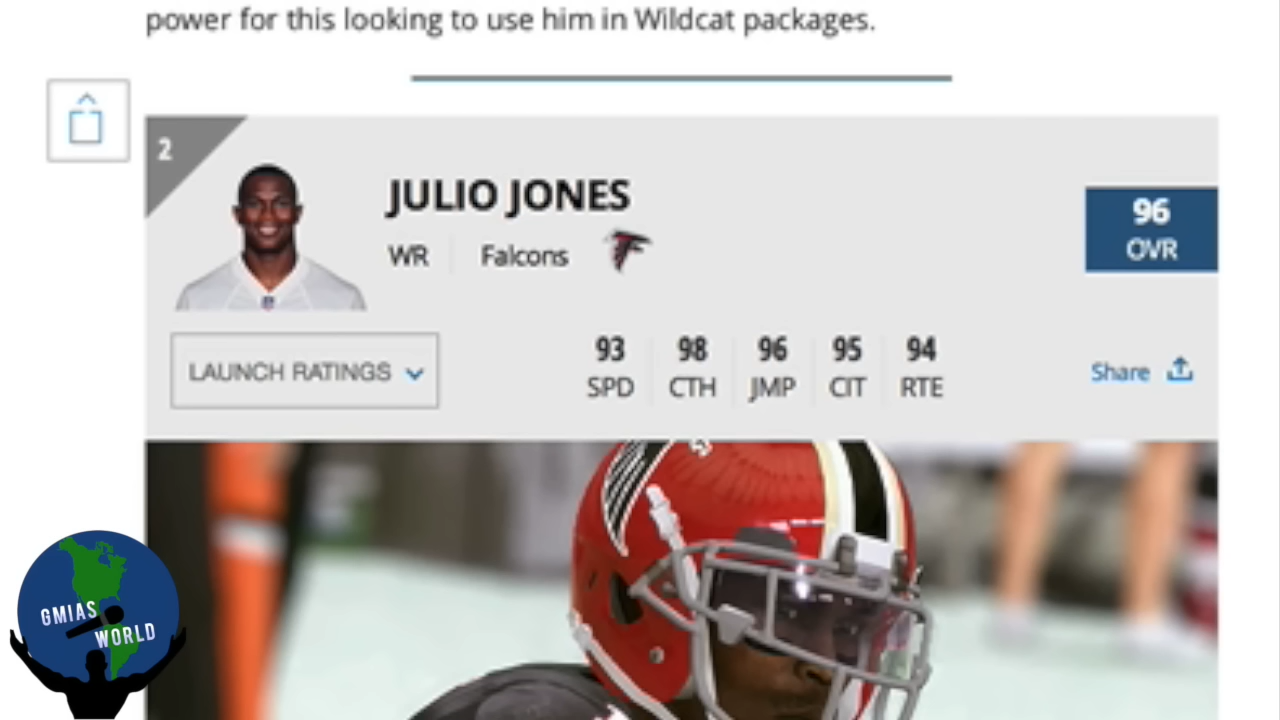 power for this looking to use him in Wildcat packages.
2
JULIO JONES
WR Falcons
96
OVR
LAUNCH RATINGS
93 98 96 95 94
SPD CTH JMP CIT RTE
Share
GMIAS
WORLD